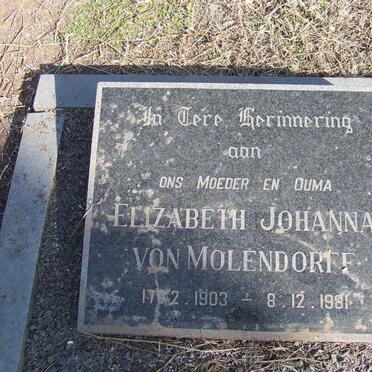 In Tere Herinnering
aan
ONS MOEDER EN OUMA
ELIZABETH JOHANNA
VON MOLENDORFF
17.2.1903 - 8.12.1981